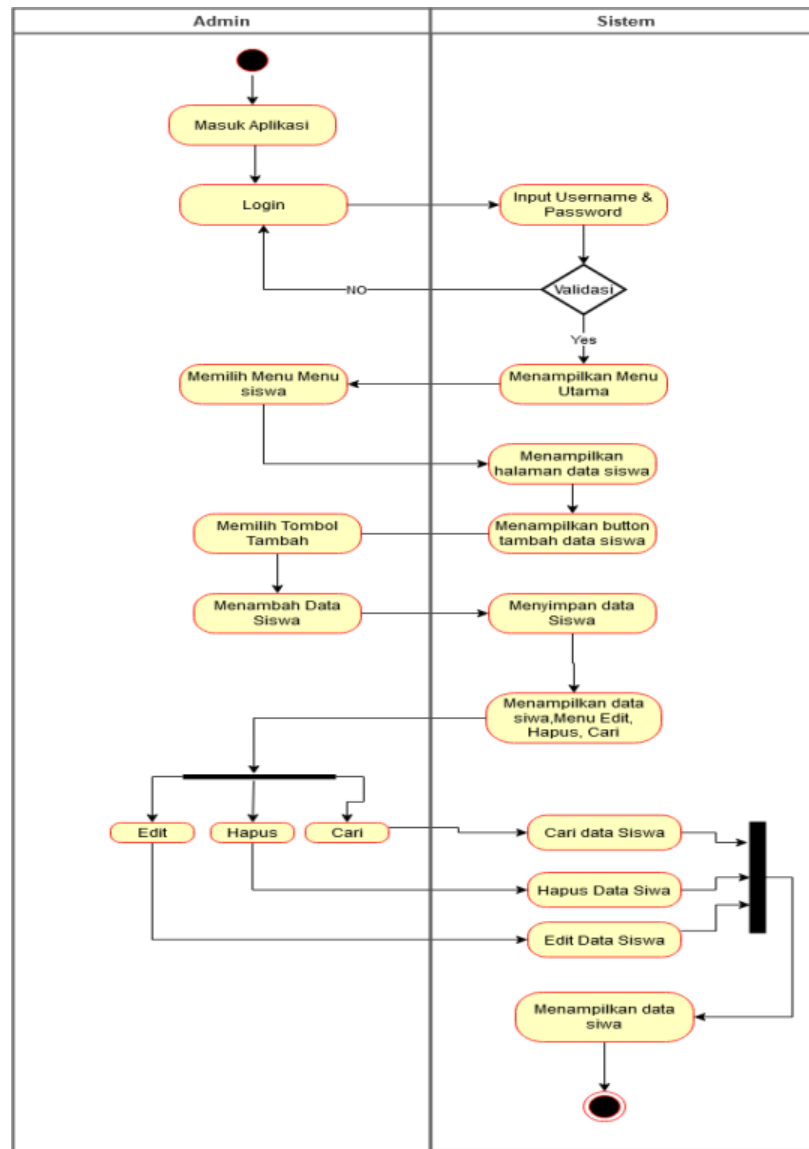 Admin
Sistem
Masuk Aplikasi
Login
Input Username &
Password
Validasi
NO
Yes
Memilih Menu Menu
siswa
Menampilkan Menu
Utama
Menampilkan
halaman data siswa
Memilih Tombol
Tambah
Menampilkan button
tambah data siswa
Menambah Data
Siswa
Menyimpan data
Siswa
Menampilkan data
siwa,Menu Edit,
Hapus, Cari
Edit
Hapus
Cari
Cari data Siswa
Hapus Data Siwa
Edit Data Siswa
Menampilkan data
siwa